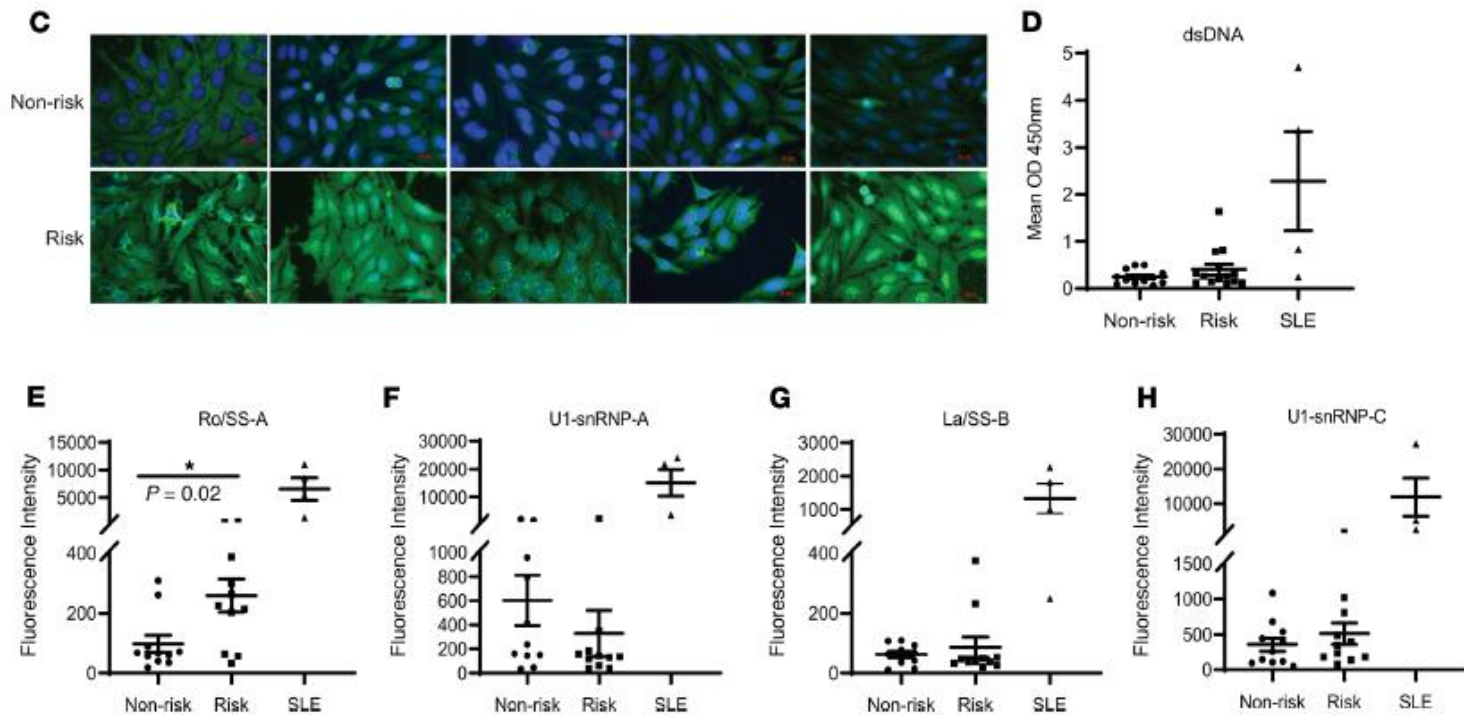 C
Non-risk
Risk
D
dsDNA
Mean OD 450nm
5
4
3
2
1
0
Non-risk
Risk
SLE
E
Ro/SS-A
Fluorescence Intensity
15000
10000
5000
400
200
0
*
P = 0.02
Non-risk
Risk
SLE
F
U1-snRNP-A
Fluorescence Intensity
30000
20000
10000
1000
800
600
400
200
0
Non-risk
Risk
SLE
G
La/SS-B
Fluorescence Intensity
3000
2000
1000
400
200
0
Non-risk
Risk
SLE
H
U1-snRNP-C
Fluorescence Intensity
30000
20000
10000
0
1500
1000
500
0
Non-risk
Risk
SLE